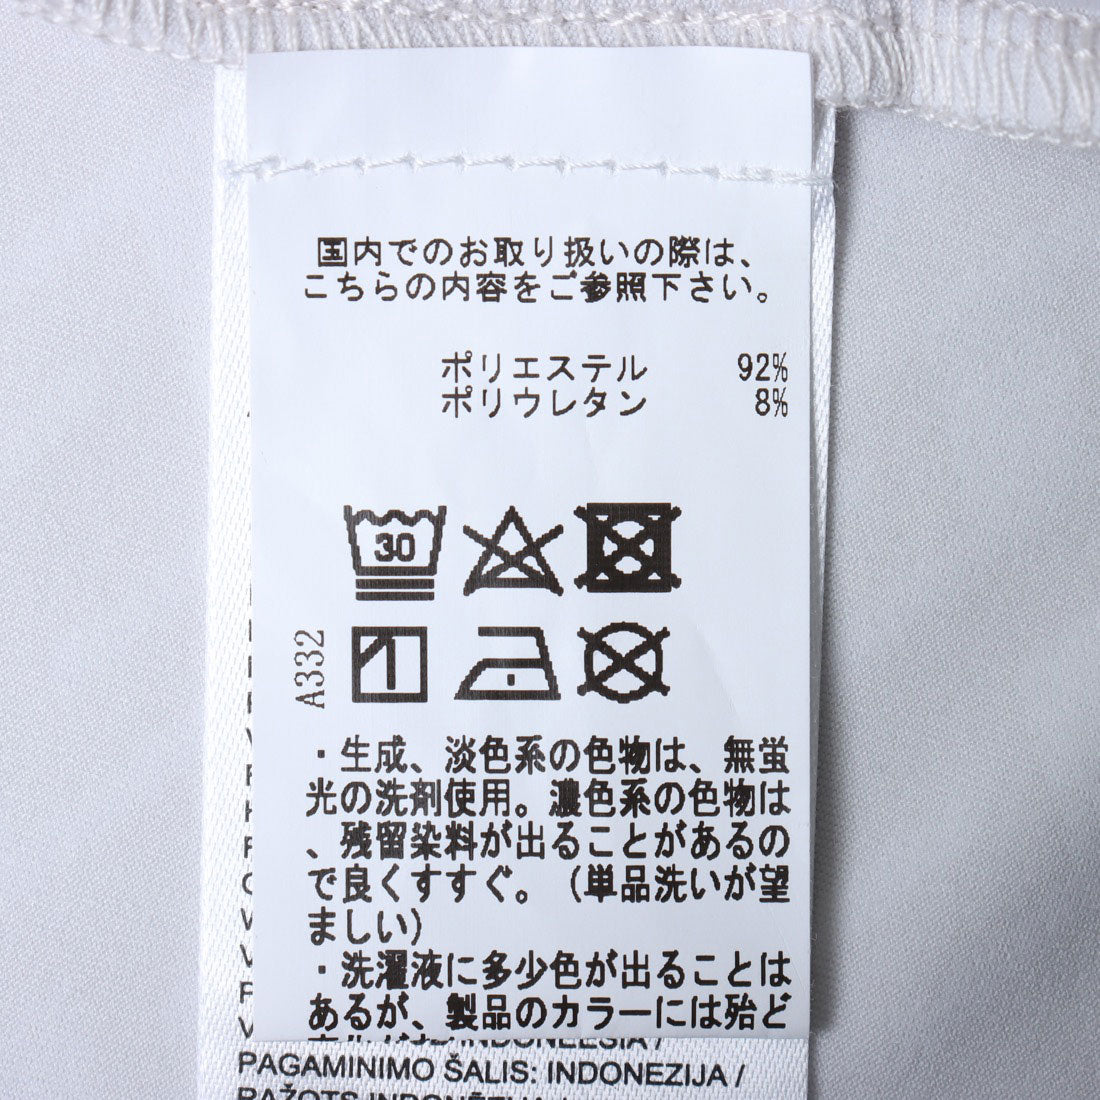 国内でのお取り扱いの際は、
こちらの内容をご参照下さい。
ポリエステル 92%
ポリウレタン 8%
30
A332
・生成、淡色系の色物は、無蛍
光の洗剤使用。濃色系の色物は
、残留染料が出ることがあるの
で良くすすぐ。（単品洗いが望
ましい）
・洗濯液に多少色が出ることは
あるが、製品のカラーには殆ど
PAGAMINIMO ŠALIS: INDONEZIJA /